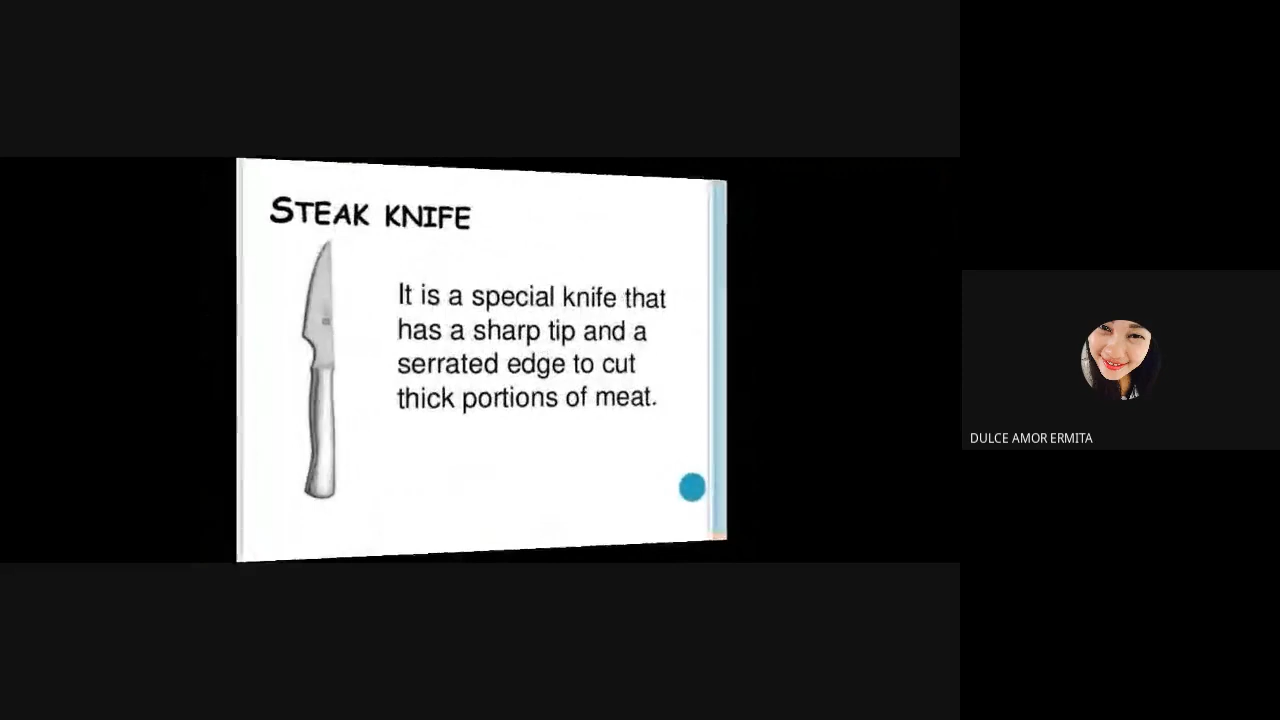 STEAK KNIFE
It is a special knife that
has a sharp tip and a
serrated edge to cut
thick portions of meat.
DULCE AMOR ERMITA